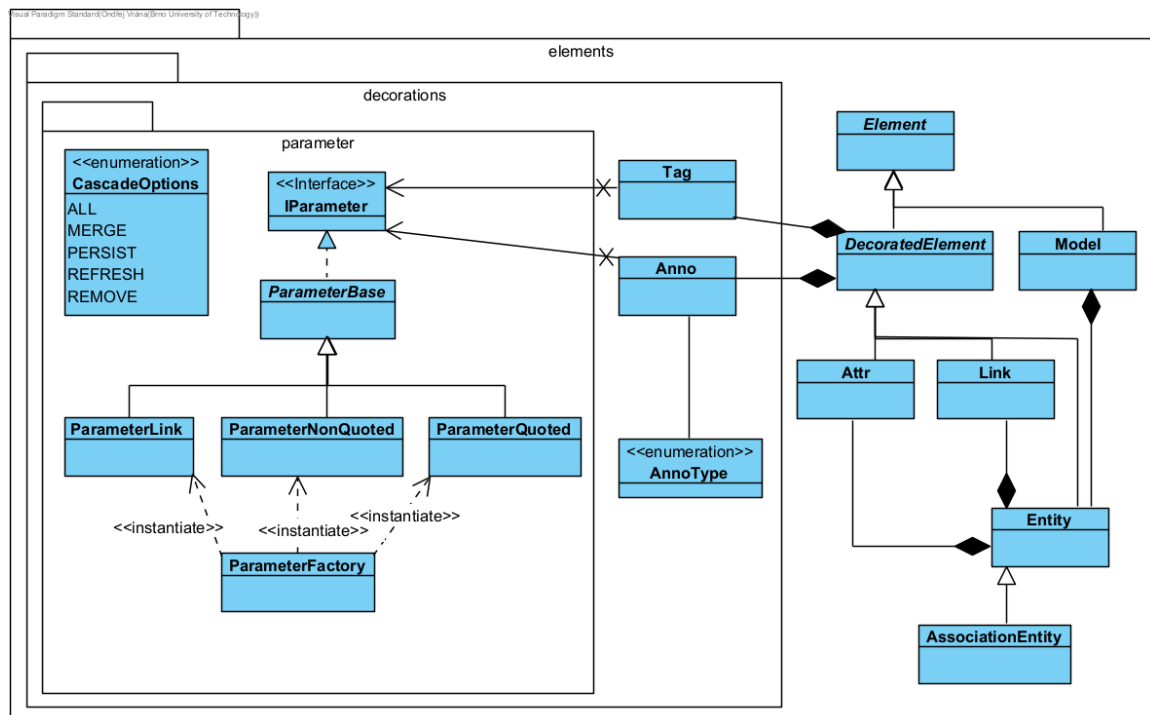 Visual Paradigm Standard(Ondřej Vrána(Brno University of Technology))
elements
decorations
parameter
<<enumeration>>
CascadeOptions
ALL
MERGE
PERSIST
REFRESH
REMOVE
<<Interface>>
IParameter
ParameterBase
ParameterLink
ParameterNonQuoted
ParameterQuoted
<<instantiate>>
<<instantiate>>
<<instantiate>>
ParameterFactory
Tag
Anno
<<enumeration>>
AnnoType
Element
DecoratedElement
Model
Attr
Link
Entity
AssociationEntity